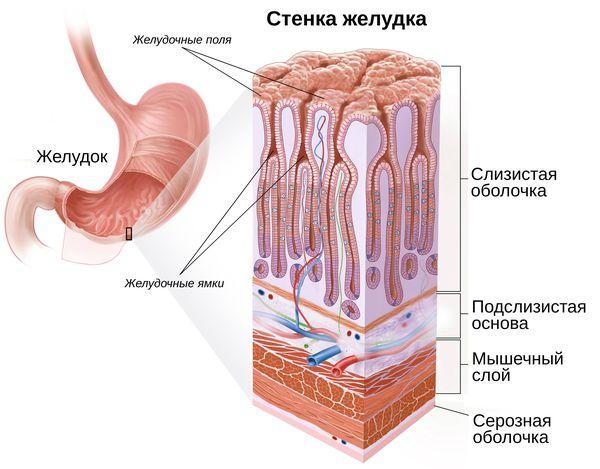 Стенка желудка
Желудочные поля
Желудок
Слизистая
оболочка
Желудочные ямки
Подслизистая
основа
Мышечный
слой
Серозная
оболочка